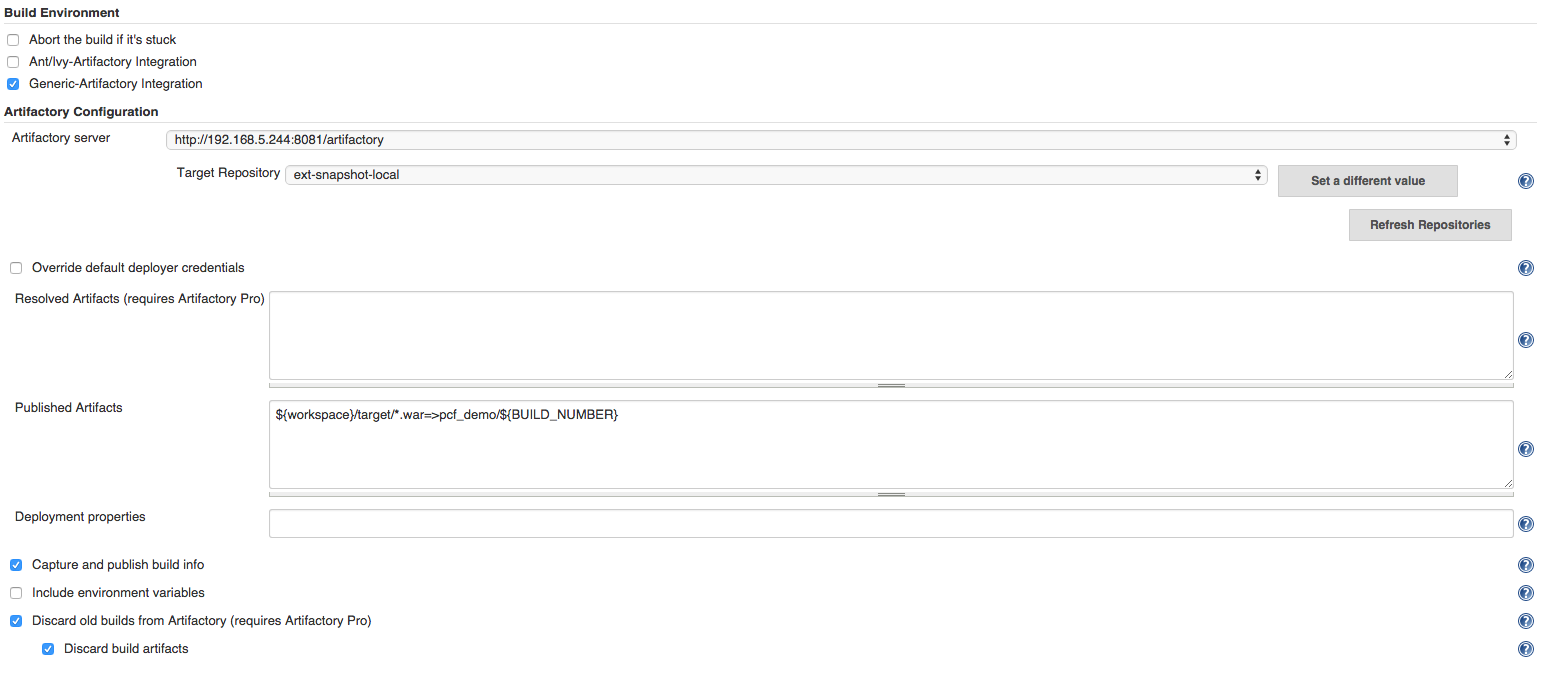 Build Environment
Abort the build if it's stuck
Ant/Ivy-Artifactory Integration
Generic-Artifactory Integration
Artifactory Configuration
Artifactory server http://192.168.5.244:8081/artifactory
Target Repository ext-snapshot-local Set a different value ?
Refresh Repositories
Override default deployer credentials ?
Resolved Artifacts (requires Artifactory Pro) ?
Published Artifacts ${workspace}/target/*.war=>pcf_demo/${BUILD_NUMBER} ?
Deployment properties ?
Capture and publish build info ?
Include environment variables ?
Discard old builds from Artifactory (requires Artifactory Pro) ?
Discard build artifacts ?